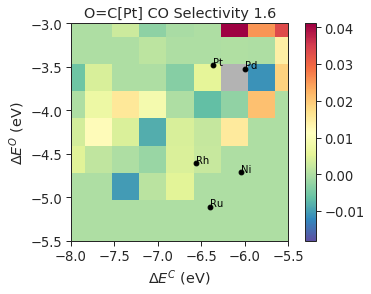 O=C[Pt] CO Selectivity 1.6
−3.0
−3.5
−4.0
−4.5
−5.0
−5.5
ΔE^O (eV)
Pt
Pd
Rh
Ni
Ru
−8.0 −7.5 −7.0 −6.5 −6.0 −5.5
ΔE^C (eV)
0.04
0.03
0.02
0.01
0.00
−0.01